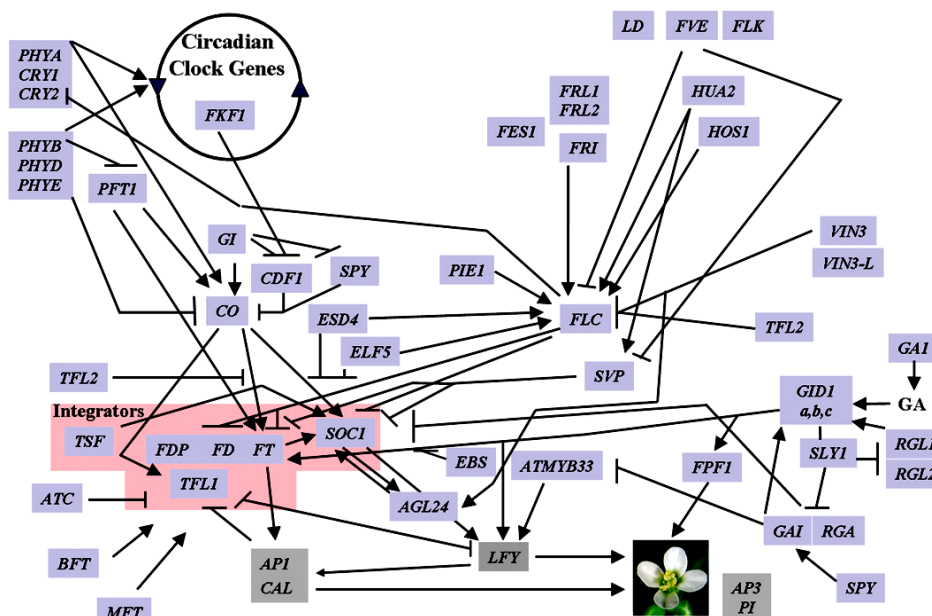 Circadian
Clock Genes
PHYA
CRY1
CRY2
FKF1
PHYB
PHYD
PHYE
PFT1
LD
FVE
FLK
FRL1
FRL2
FES1
FRI
HUA2
HOS1
GI
CDF1
SPY
PIE1
VIN3
VIN3-L
CO
ESD4
FLC
TFL2
ELF5
TFL2
SVP
GA1
GID1
a,b,c
GA
Integrators
TSF
FDP
FD
FT
SOC1
TFL1
EBS
ATMYB33
FPF1
SLY1
RGL1
RGL2
ATC
AGL24
GAI
RGA
BFT
AP1
CAL
LFY
AP3
PI
SPY
MFT